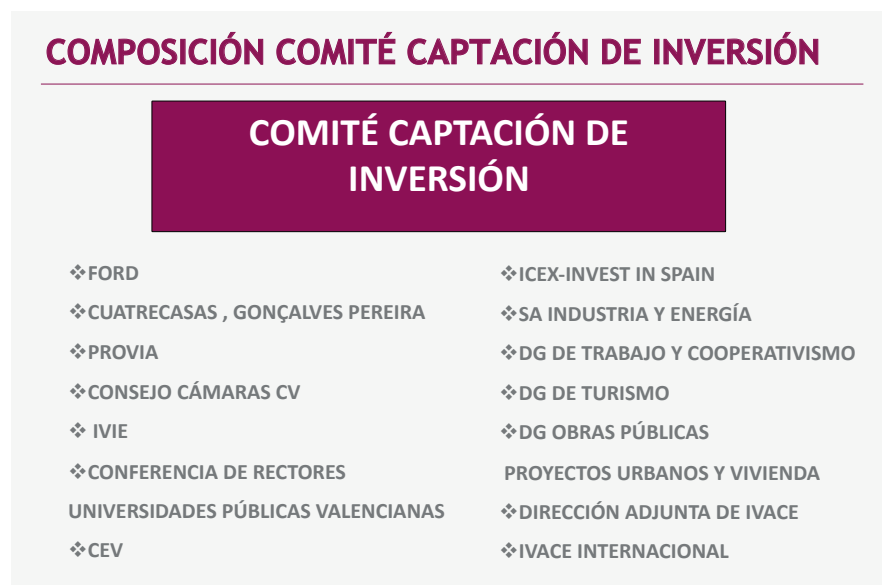 COMPOSICIÓN COMITÉ CAPTACIÓN DE INVERSIÓN
COMITÉ CAPTACIÓN DE
INVERSIÓN
❖FORD
❖CUATRECASAS , GONÇALVES PEREIRA
❖PROVIA
❖CONSEJO CÁMARAS CV
❖ IVIE
❖CONFERENCIA DE RECTORES
UNIVERSIDADES PÚBLICAS VALENCIANAS
❖CEV
❖ICEX-INVEST IN SPAIN
❖SA INDUSTRIA Y ENERGÍA
❖DG DE TRABAJO Y COOPERATIVISMO
❖DG DE TURISMO
❖DG OBRAS PÚBLICAS
PROYECTOS URBANOS Y VIVIENDA
❖DIRECCIÓN ADJUNTA DE IVACE
❖IVACE INTERNACIONAL